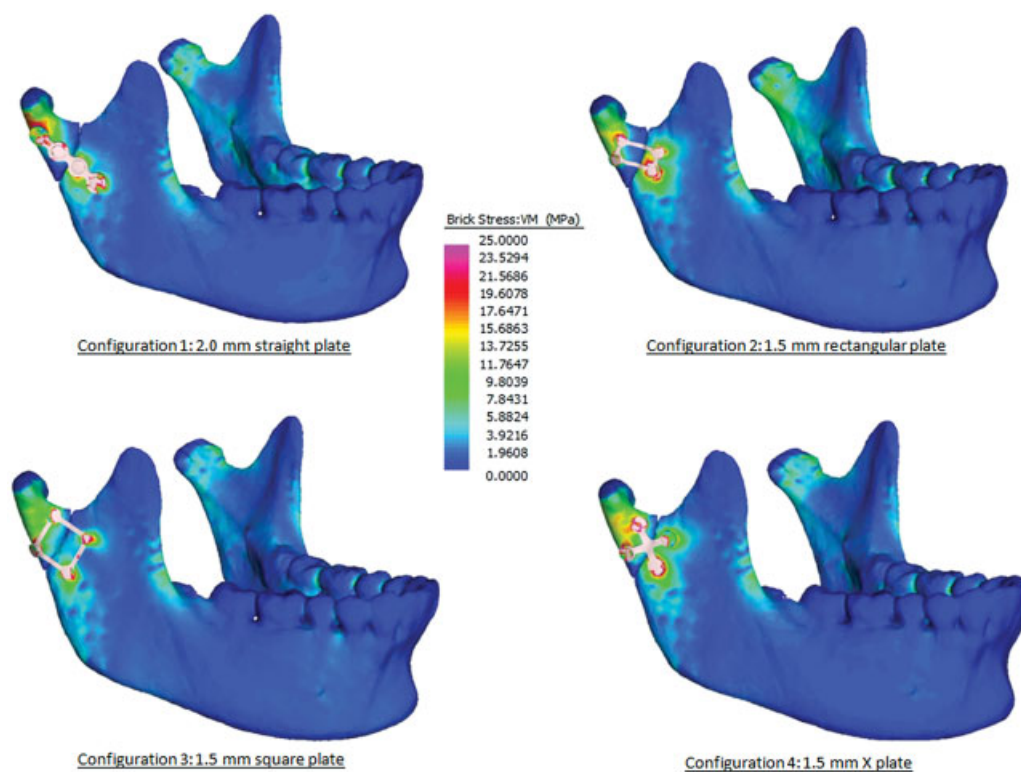 Brick Stress:VM (MPa)
25.0000
23.5294
21.5686
19.6078
17.6471
15.6863
13.7255
11.7647
9.8039
7.8431
5.8824
3.9216
1.9608
0.0000
Configuration 1: 2.0 mm straight plate
Configuration 2: 1.5 mm rectangular plate
Configuration 3: 1.5 mm square plate
Configuration 4: 1.5 mm X plate